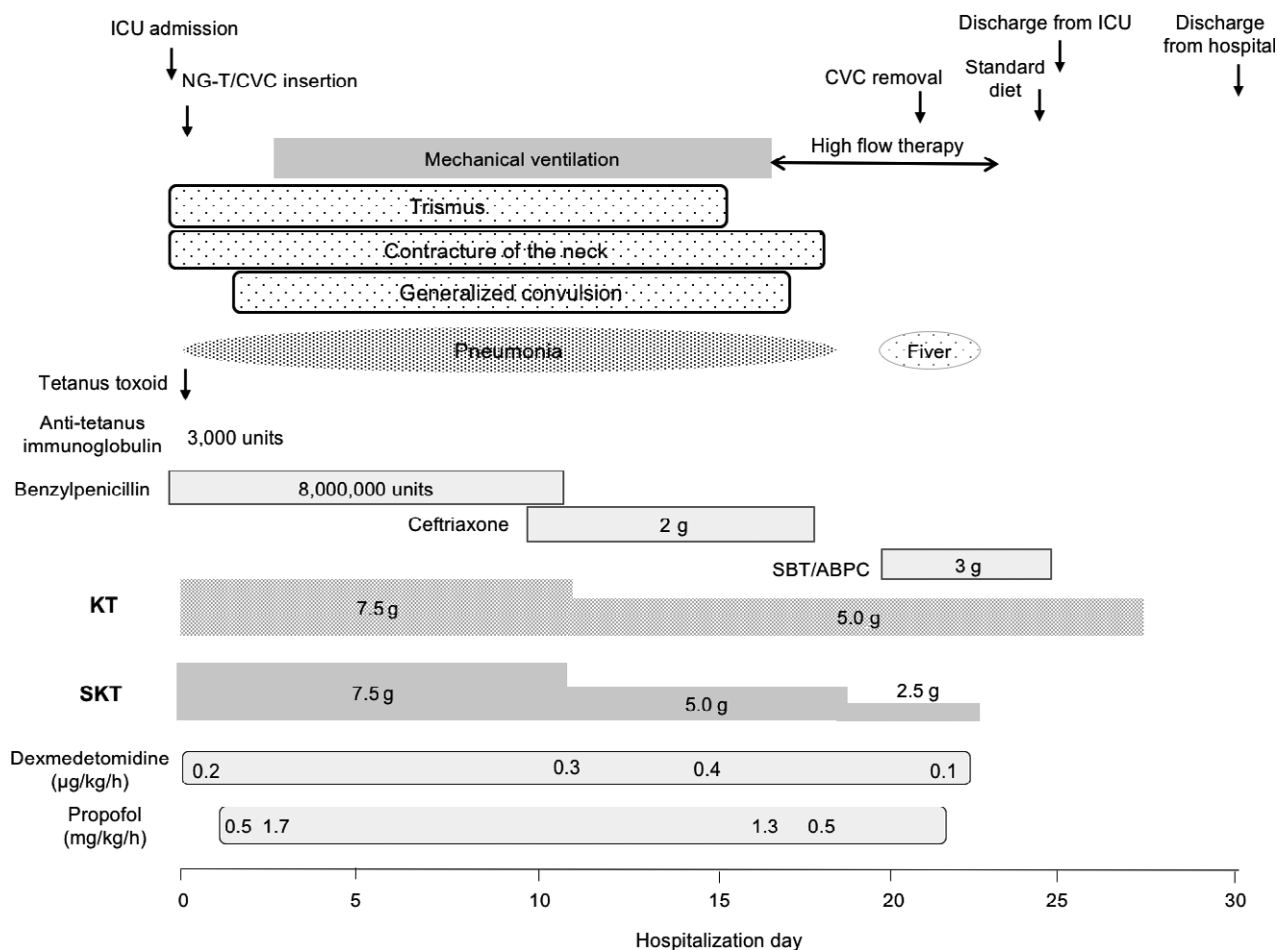 ICU admission
NG-T/CVC insertion
Discharge from ICU
Discharge
from hospital
CVC removal
Standard
diet
Mechanical ventilation
High flow therapy
Trismus
Contracture of the neck
Generalized convulsion
Pneumonia
Fiver
Tetanus toxoid
Anti-tetanus
immunoglobulin
3,000 units
Benzylpenicillin
8,000,000 units
Ceftriaxone
2 g
SBT/ABPC
3 g
KT
7.5 g
5.0 g
SKT
7.5 g
5.0 g
2.5 g
Dexmedetomidine
(μg/kg/h)
0.2 0.3 0.4 0.1
Propofol
(mg/kg/h)
0.5 1.7 1.3 0.5
0 5 10 15 20 25 30
Hospitalization day